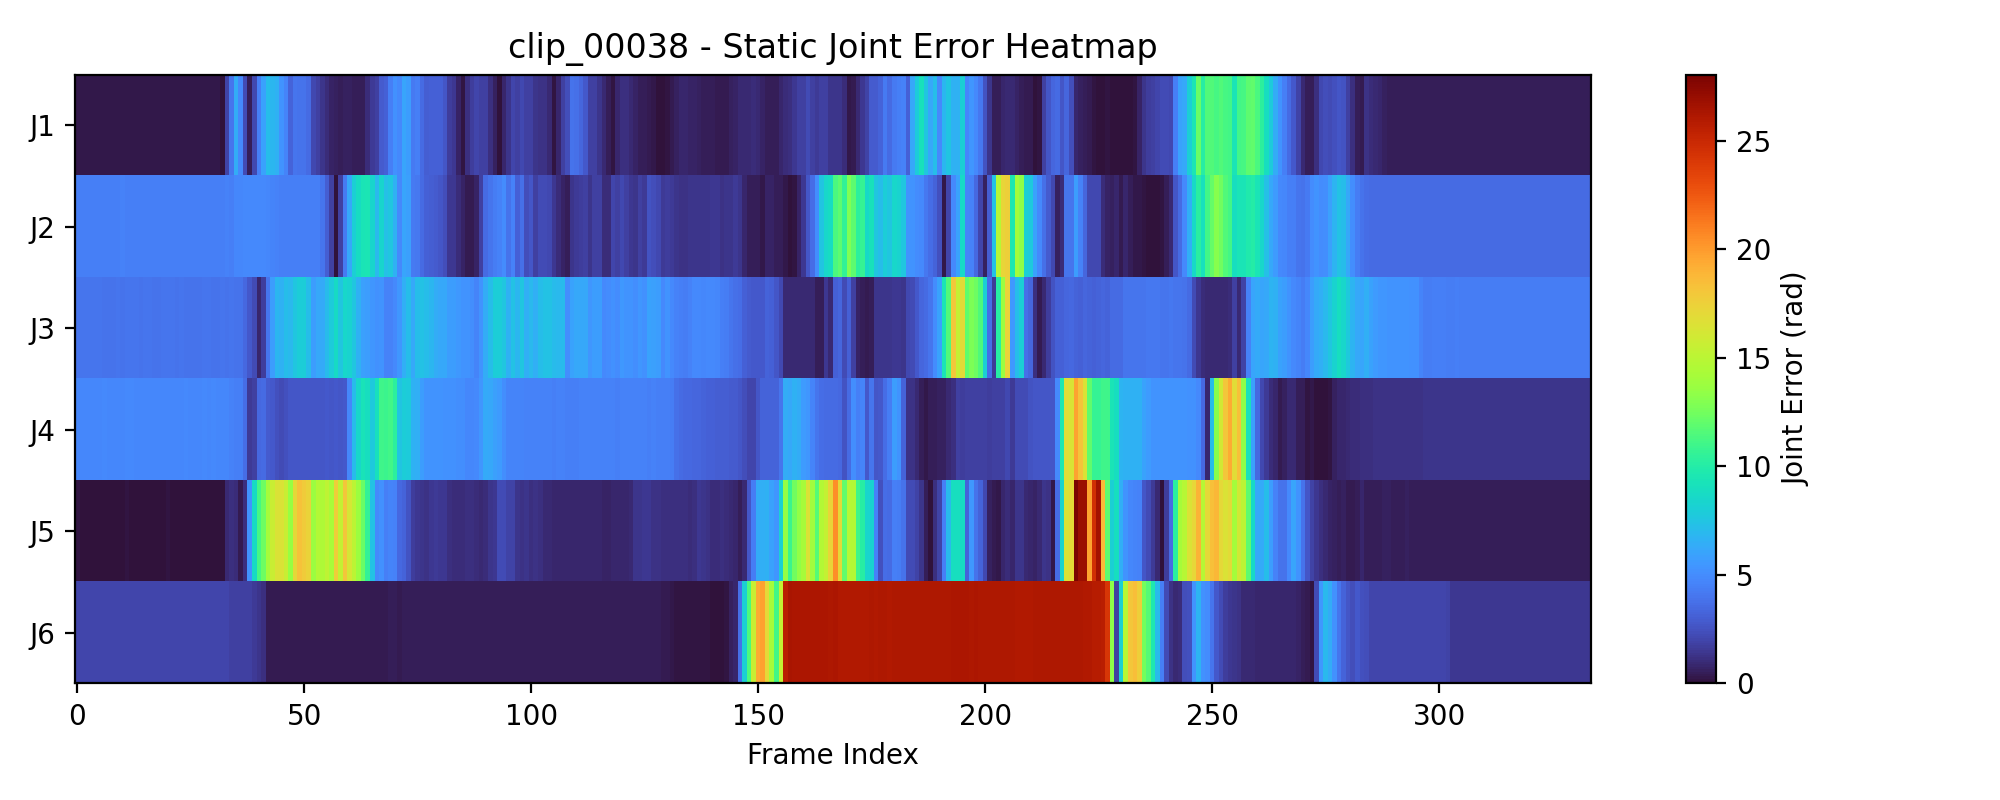 clip_00038 - Static Joint Error Heatmap
J1
J2
J3
J4
J5
J6
0 50 100 150 200 250 300
Frame Index
25
20
15
10
5
0
Joint Error (rad)